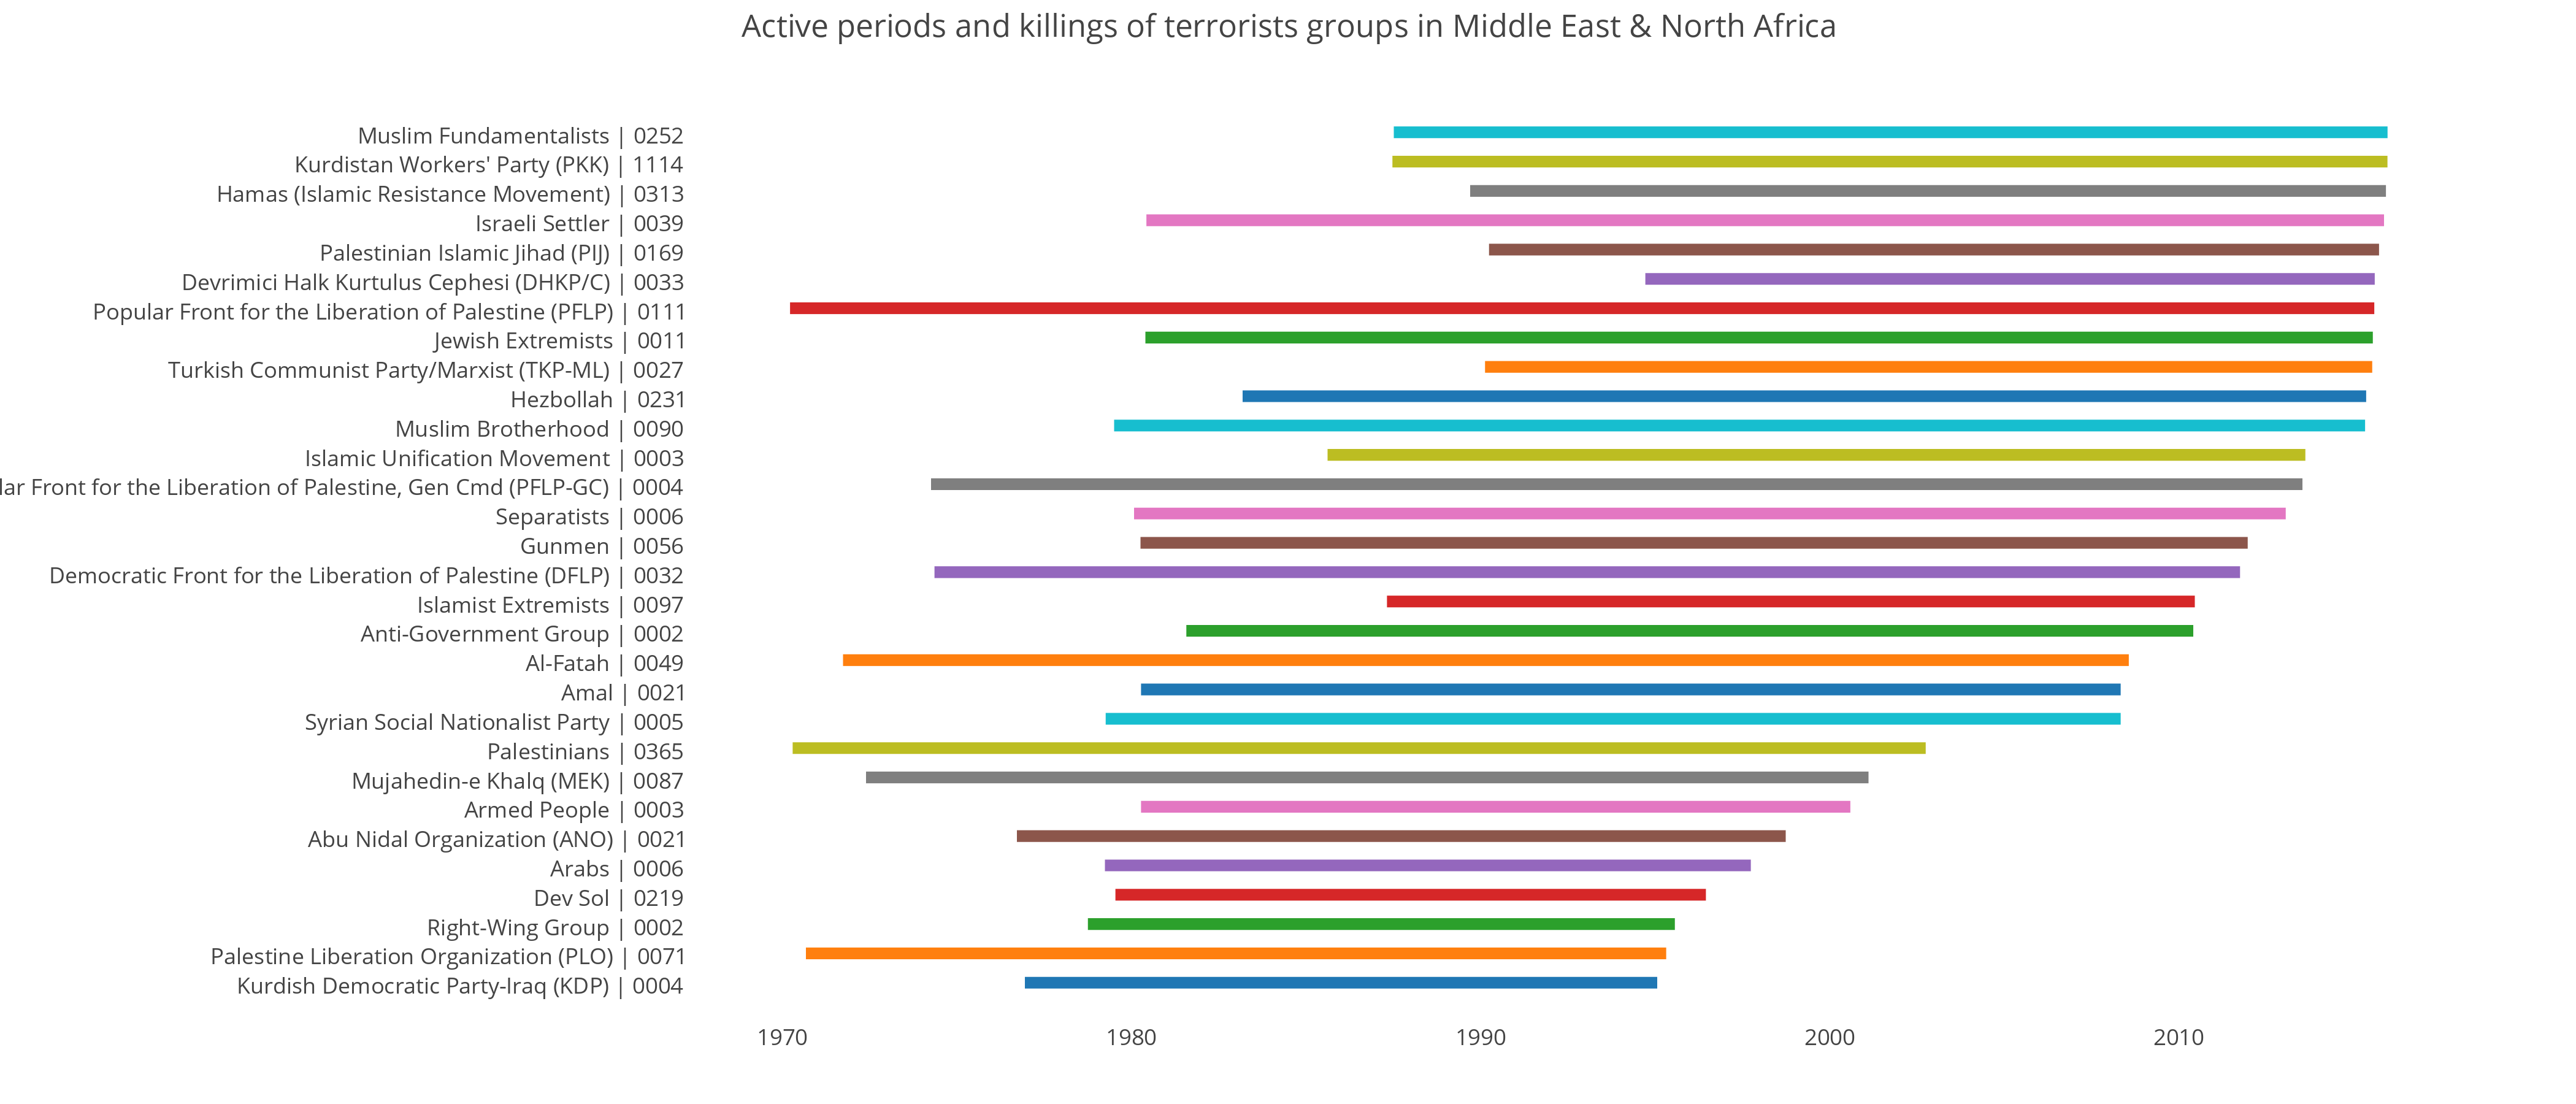 Active periods and killings of terrorists groups in Middle East & North Africa
Muslim Fundamentalists | 0252
Kurdistan Workers' Party (PKK) | 1114
Hamas (Islamic Resistance Movement) | 0313
Israeli Settler | 0039
Palestinian Islamic Jihad (PIJ) | 0169
Devrimici Halk Kurtulus Cephesi (DHKP/C) | 0033
Popular Front for the Liberation of Palestine (PFLP) | 0111
Jewish Extremists | 0011
Turkish Communist Party/Marxist (TKP-ML) | 0027
Hezbollah | 0231
Muslim Brotherhood | 0090
Islamic Unification Movement | 0003
lar Front for the Liberation of Palestine, Gen Cmd (PFLP-GC) | 0004
Separatists | 0006
Gunmen | 0056
Democratic Front for the Liberation of Palestine (DFLP) | 0032
Islamist Extremists | 0097
Anti-Government Group | 0002
Al-Fatah | 0049
Amal | 0021
Syrian Social Nationalist Party | 0005
Palestinians | 0365
Mujahedin-e Khalq (MEK) | 0087
Armed People | 0003
Abu Nidal Organization (ANO) | 0021
Arabs | 0006
Dev Sol | 0219
Right-Wing Group | 0002
Palestine Liberation Organization (PLO) | 0071
Kurdish Democratic Party-Iraq (KDP) | 0004
1970 1980 1990 2000 2010